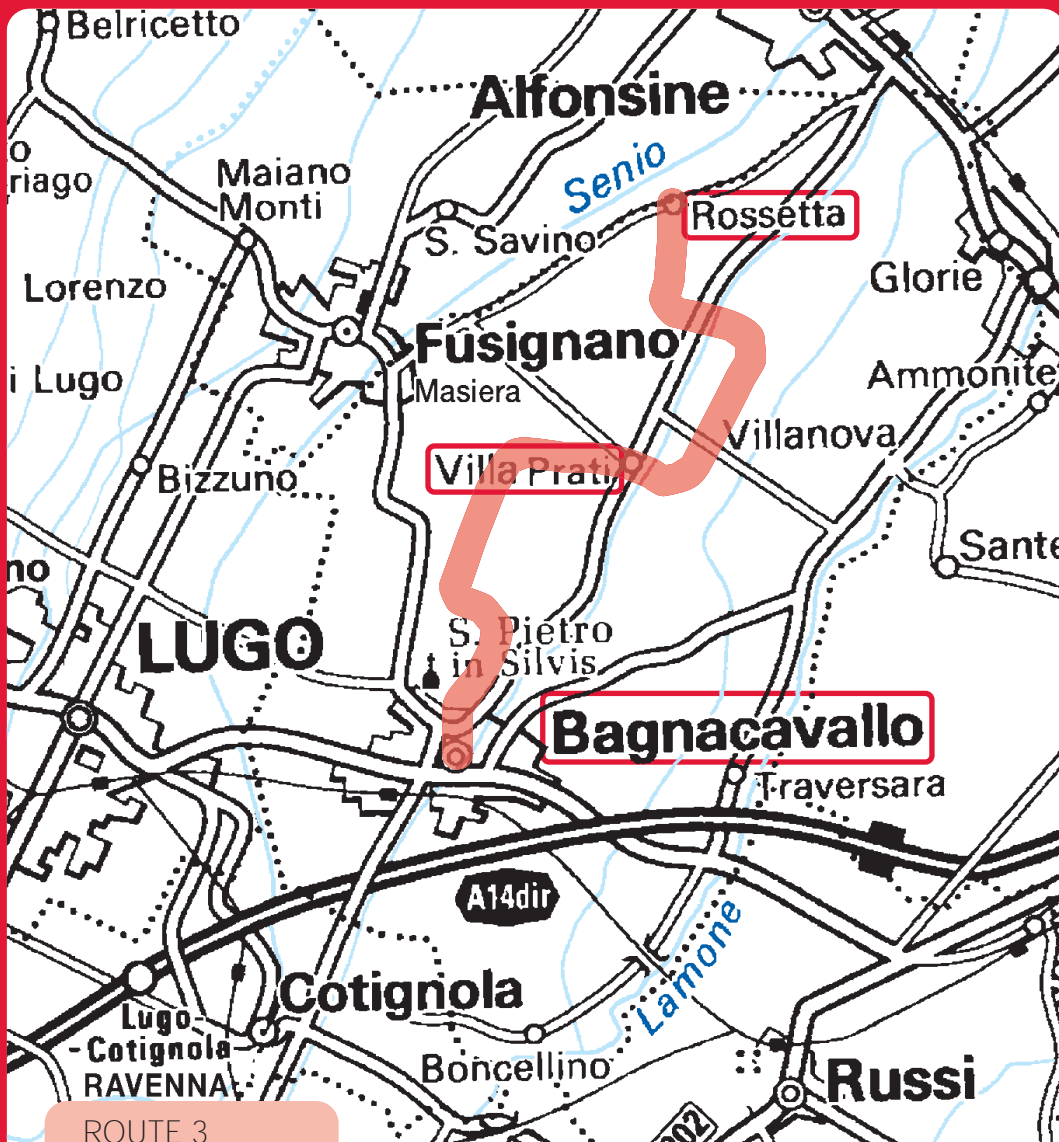 Belricetto
Alfonsine
riago
Maiano
Monti
Senio
Rossetta
S. Savino
Lorenzo
Glorie
Fusignano
i Lugo
Masiera
Ammonite
Villanova
Villa Prati
Bizzuno
Sante
no
LUGO
S. Pietro
in Silvis
Bagnacavallo
Traversara
A14dir
Lamone
Cotignola
Lugo-
-Cotignola
RAVENNA
Boncellino
Russi
302
ROUTE 3